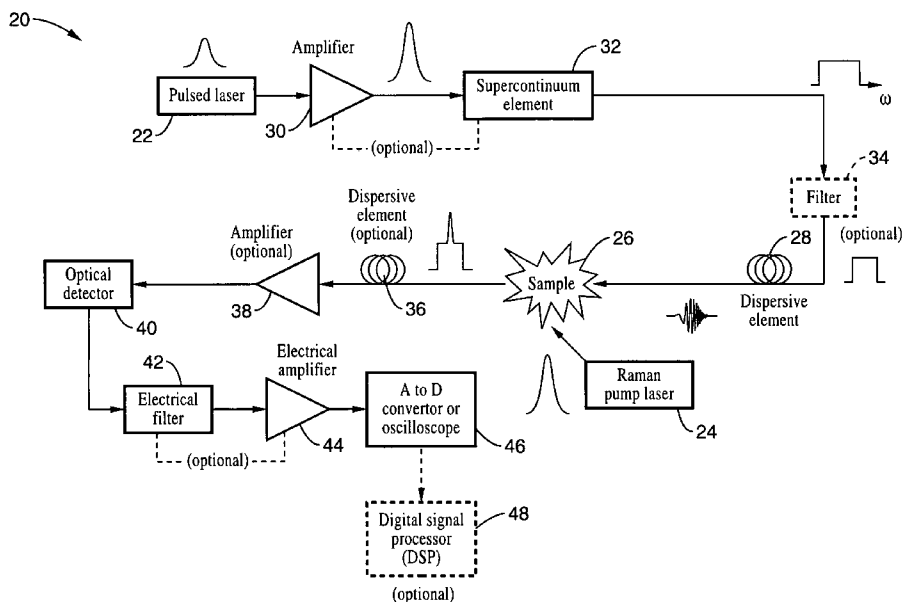 20
Amplifier
32
Pulsed laser
22
30
Supercontinuum
element
ω
(optional)
34
Filter
(optional)
Dispersive
element
(optional)
26
28
Amplifier
(optional)
Sample
Dispersive
element
Optical
detector
40
38
36
42
Electrical
amplifier
Electrical
filter
44
A to D
convertor or
oscilloscope
46
Raman
pump laser
24
(optional)
Digital signal
processor
(DSP)
48
(optional)